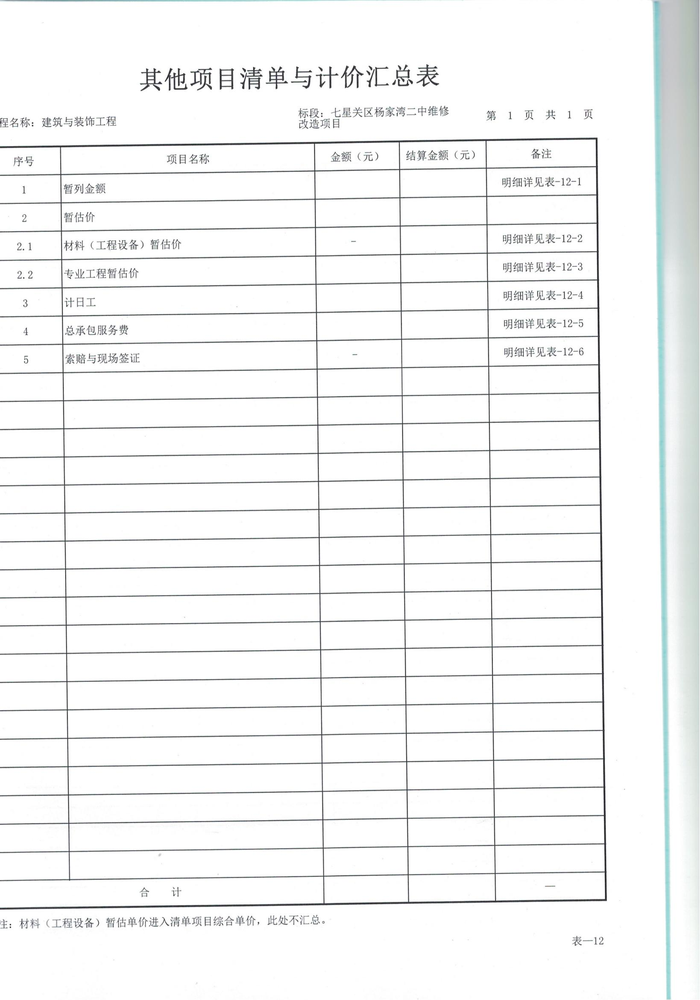 其他项目清单与计价汇总表
程名称：建筑与装饰工程
标段：七星关区杨家湾二中维修
改造项目
第 1 页 共 1 页
序号 项目名称 金额（元） 结算金额（元） 备注
1 暂列金额 明细详见表-12-1
2 暂估价
2.1 材料（工程设备）暂估价 - 明细详见表-12-2
2.2 专业工程暂估价 明细详见表-12-3
3 计日工 明细详见表-12-4
4 总承包服务费 明细详见表-12-5
5 索赔与现场签证 - 明细详见表-12-6
合 计 —
注：材料（工程设备）暂估单价进入清单项目综合单价，此处不汇总。
表—12